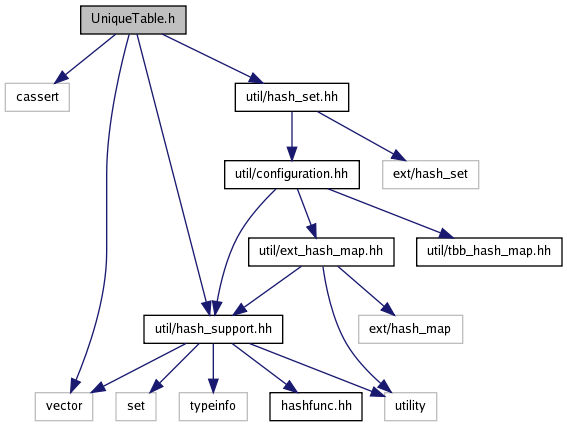 UniqueTable.h
cassert
util/hash_set.hh
util/configuration.hh
ext/hash_set
util/ext_hash_map.hh
util/tbb_hash_map.hh
util/hash_support.hh
ext/hash_map
vector
set
typeinfo
hashfunc.hh
utility